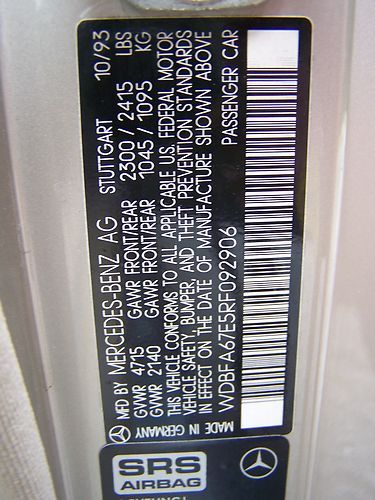 MFD BY MERCEDES-BENZ AG STUTTGART 10/93
GVWR 4715 GAWR FRONT/REAR 2300 / 2415 LBS
GVWR 2140 GAWR FRONT/REAR 1045 / 1095 KG
THIS VEHICLE CONFORMS TO ALL APPLICABLE U.S. FEDERAL MOTOR
VEHICLE SAFETY, BUMPER, AND THEFT PREVENTION STANDARDS
IN EFFECT ON THE DATE OF MANUFACTURE SHOWN ABOVE
WDBFA67E5RF092906 PASSENGER CAR
MADE IN GERMANY
SRS
AIRBAG